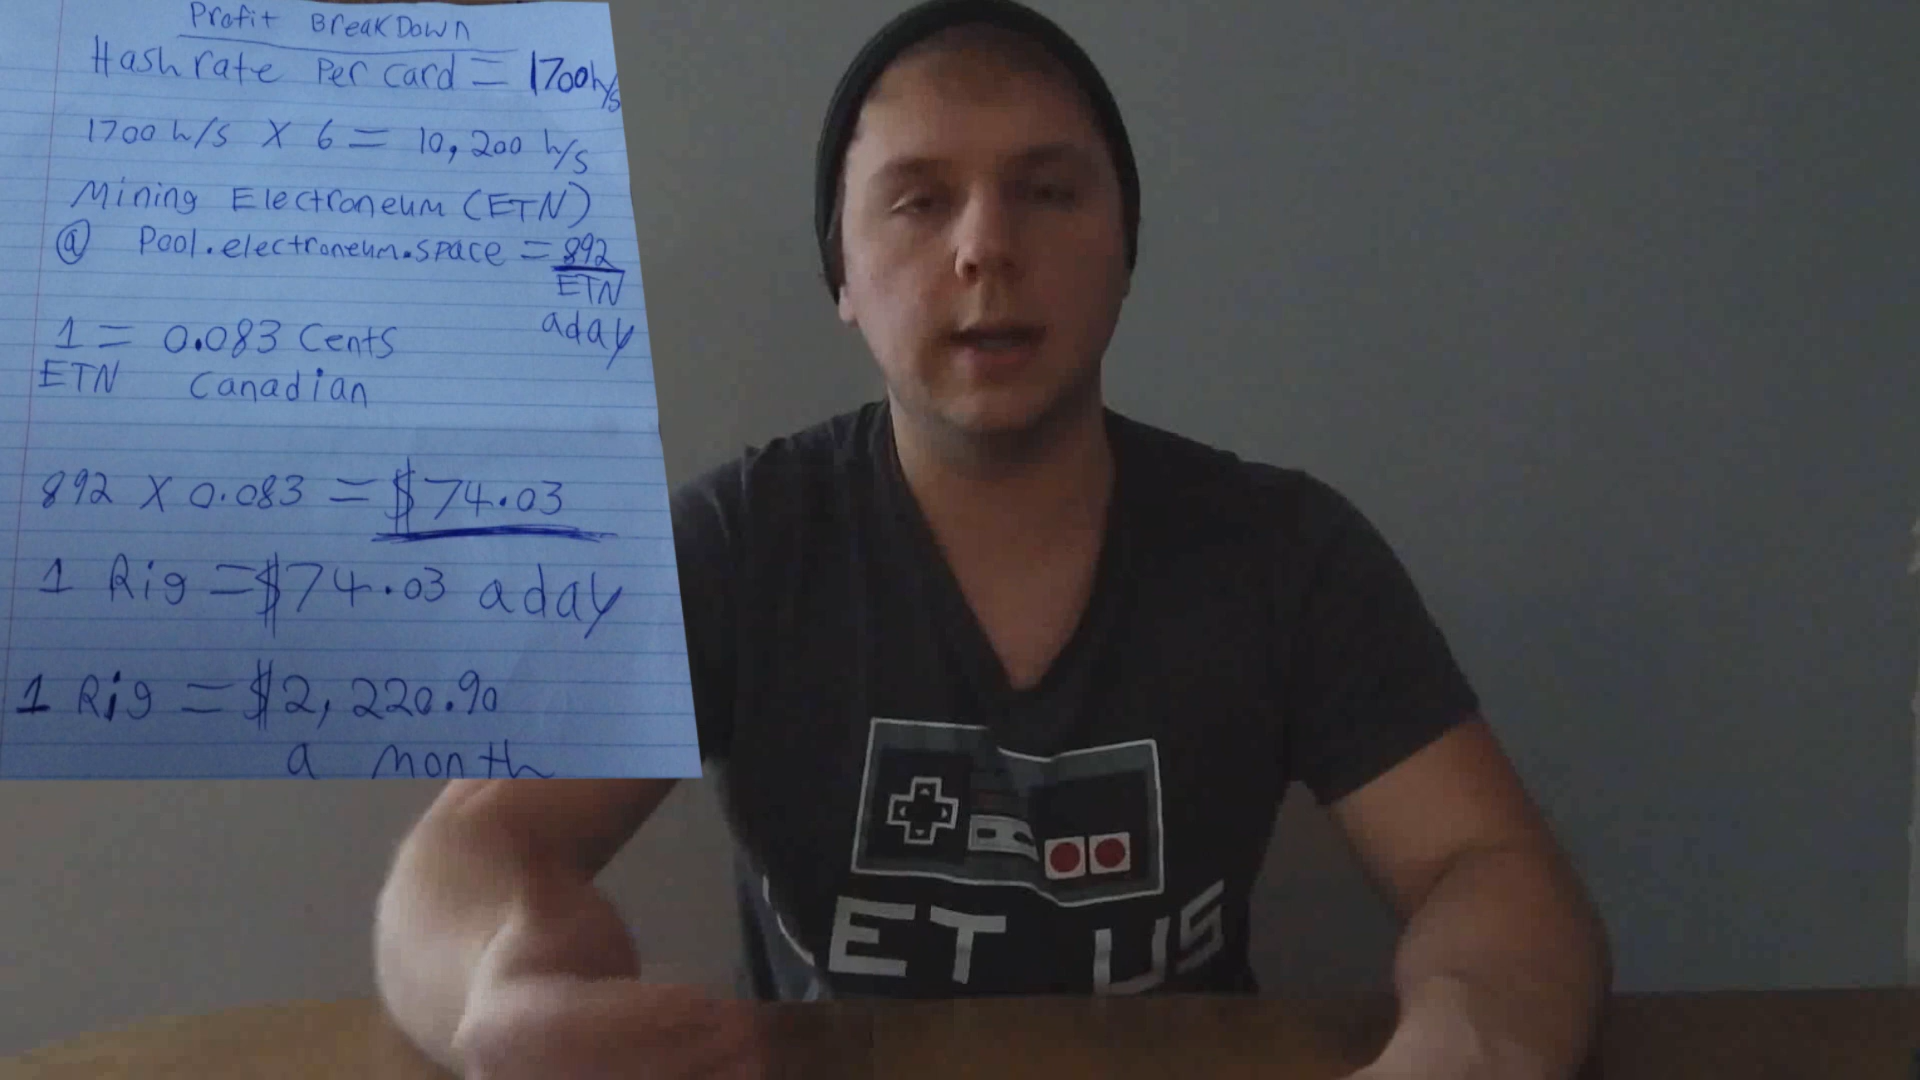 Profit BreakDown
Hashrate Per card = 1700h/s
1700 h/s X 6 = 10,200 h/s
Mining Electroneum (ETN)
@ Pool.electroneum.space = 892
ETN
aday
1 = 0.083 Cents
ETN Canadian
892 X 0.083 = $74.03
1 Rig = $74.03 aday
1 Rig = $2,220.90
a month
LET US